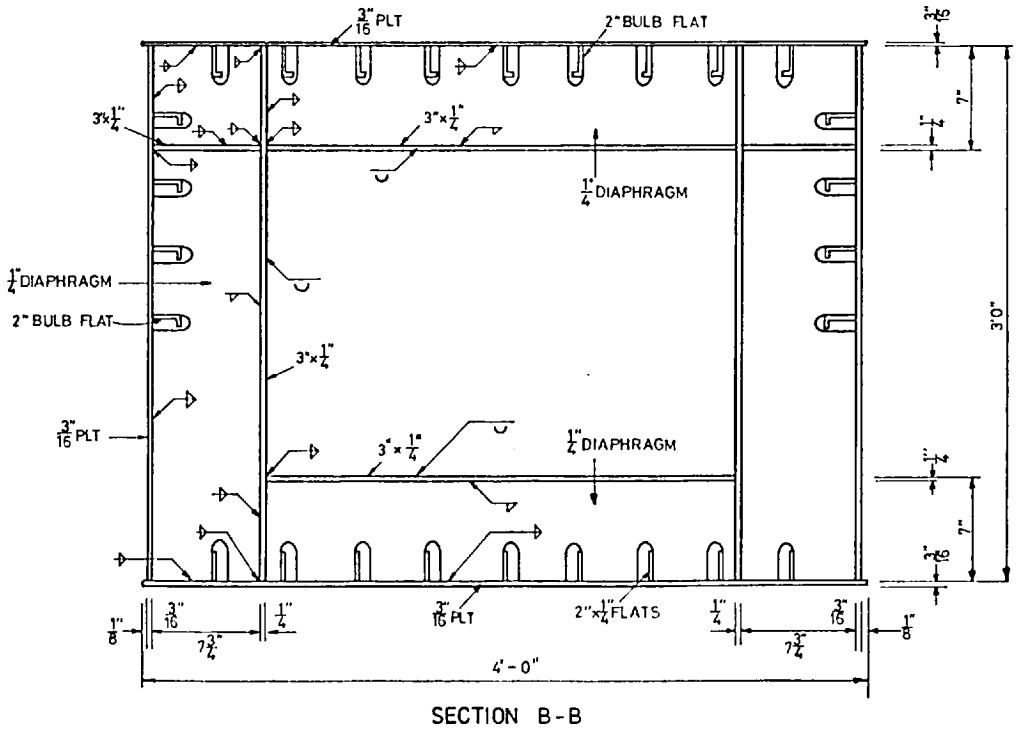 3/16" PLT
2" BULB FLAT
3/16"
3"x1/4"
3"x1/4"
7"
1/4"
1/4" DIAPHRAGM
1/4" DIAPHRAGM
2" BULB FLAT
3'0"
3"x1/4"
3/16" PLT
3"x1/4"
1/4" DIAPHRAGM
1/4"
7"
3/16"
3/16"
1/4"
3/16" PLT
2"x1/4" FLATS
1/4"
3/16"
1/8"
7 3/4"
7 3/4"
1/8"
4'-0"
SECTION B-B